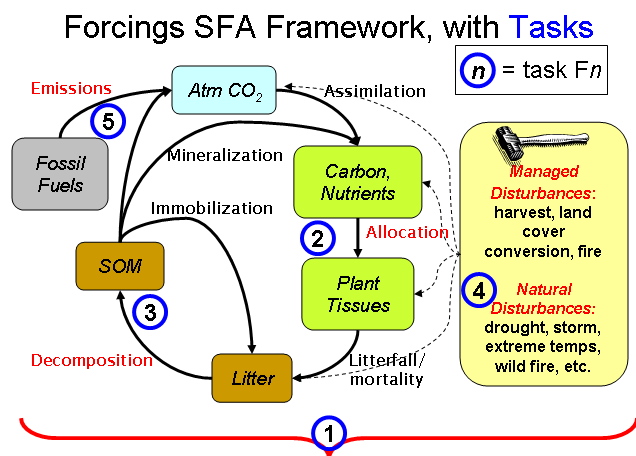 Forcings SFA Framework, with Tasks
n = task Fn
Emissions
Atm CO2
Assimilation
5
Fossil
Fuels
Mineralization
Carbon,
Nutrients
Managed
Disturbances:
harvest, land
cover
conversion, fire
Immobilization
2
Allocation
SOM
Plant
Tissues
4
Natural
Disturbances:
drought, storm,
extreme temps,
wild fire, etc.
3
Decomposition
Litter
Litterfall/
mortality
1